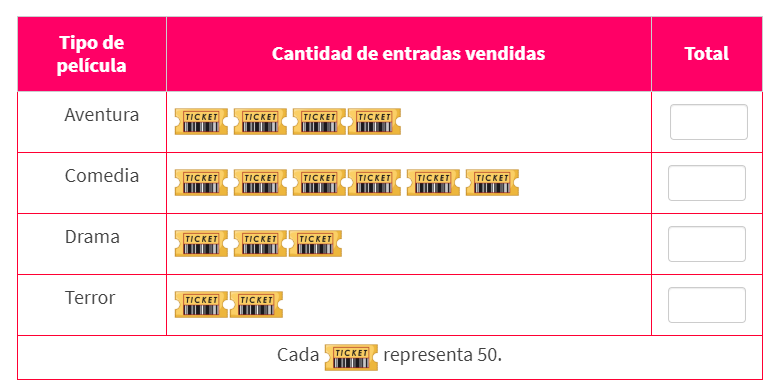 Tipo de película Cantidad de entradas vendidas Total
Aventura TICKET TICKET TICKET TICKET
Comedia TICKET TICKET TICKET TICKET TICKET TICKET
Drama TICKET TICKET TICKET
Terror TICKET TICKET
Cada TICKET representa 50.